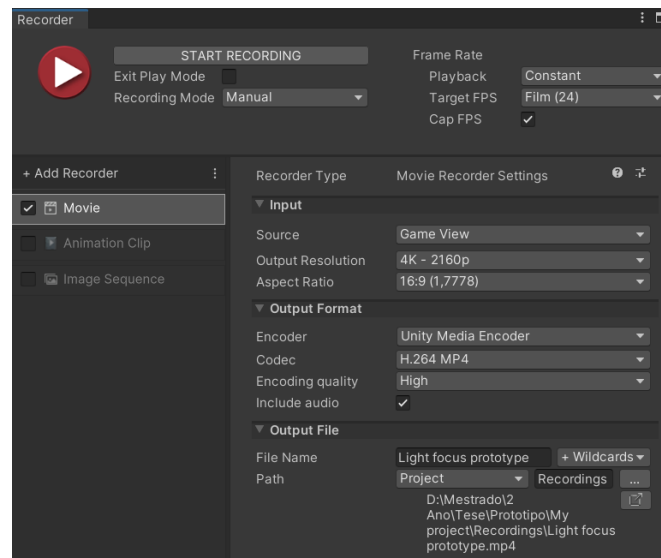 Recorder
START RECORDING
Exit Play Mode
Recording Mode Manual
Frame Rate
Playback Constant
Target FPS Film (24)
Cap FPS
+ Add Recorder
Movie
Animation Clip
Image Sequence
Recorder Type Movie Recorder Settings
Input
Source Game View
Output Resolution 4K - 2160p
Aspect Ratio 16:9 (1,7778)
Output Format
Encoder Unity Media Encoder
Codec H.264 MP4
Encoding quality High
Include audio
Output File
File Name Light focus prototype + Wildcards
Path Project Recordings ...
D:\Mestrado\2
Ano\Tese\Prototipo\My
project\Recordings\Light focus
prototype.mp4